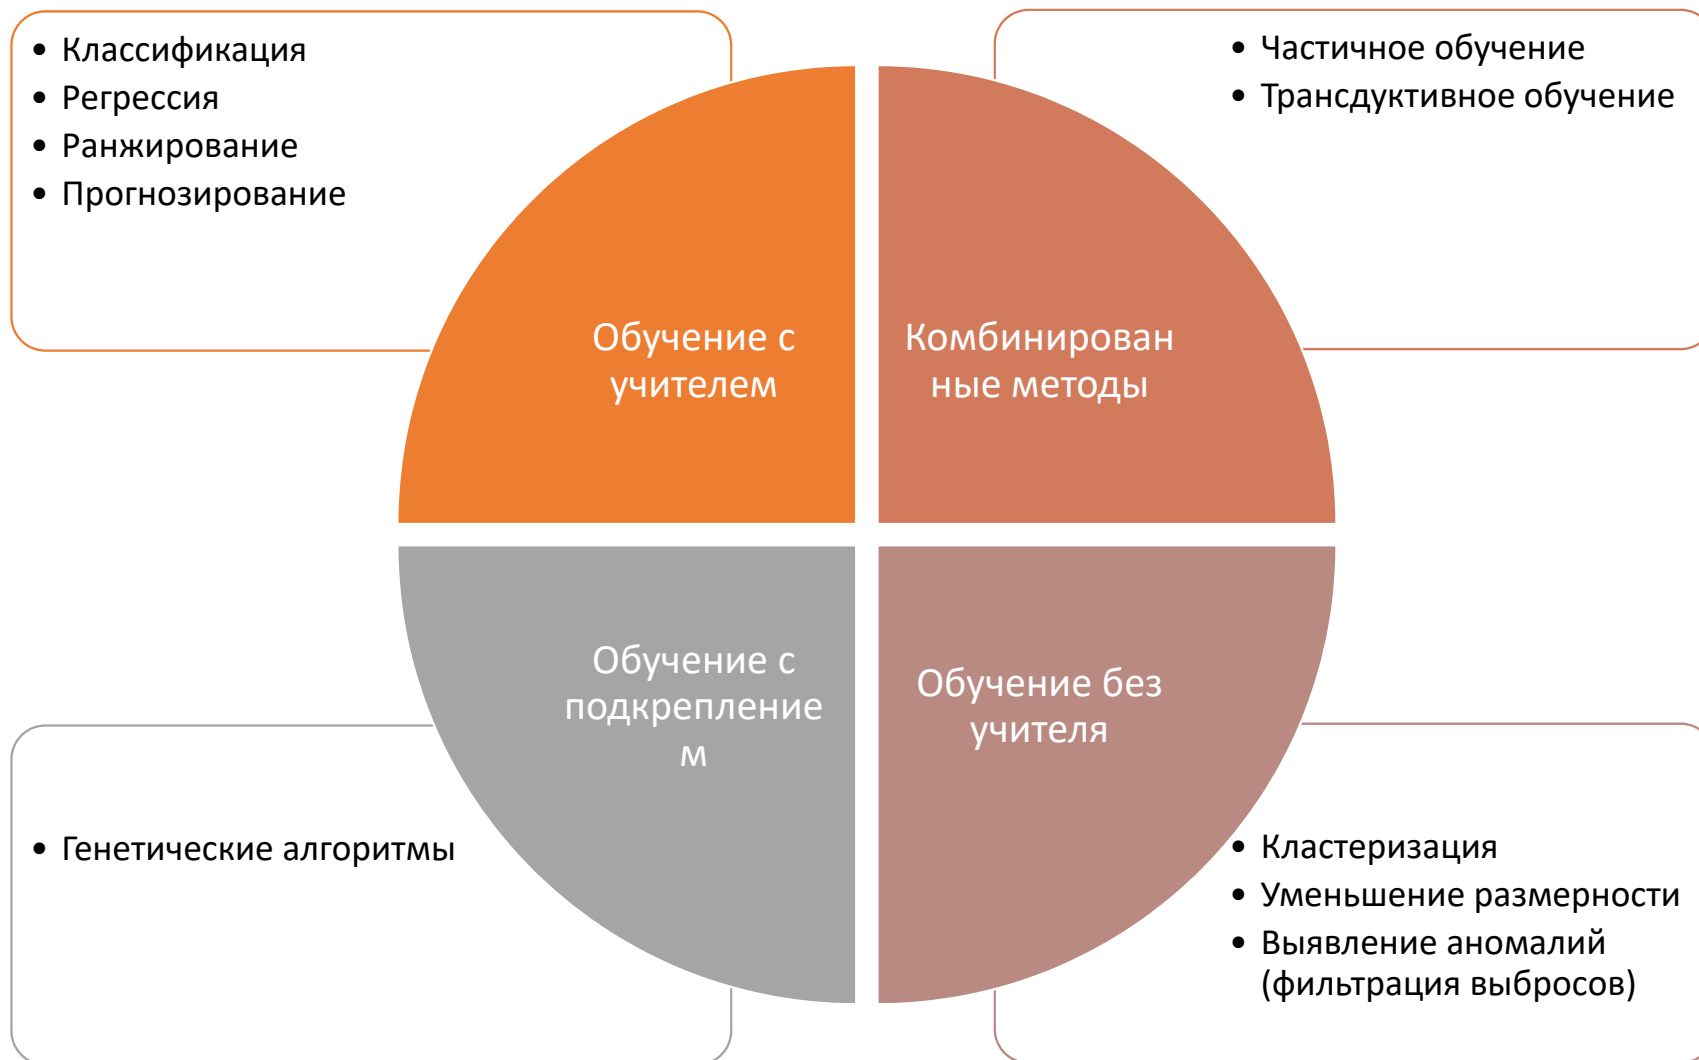 • Классификация
• Регрессия
• Ранжирование
• Прогнозирование
• Частичное обучение
• Трансдуктивное обучение
Обучение с
учителем
Комбинирован
ные методы
Обучение с
подкрепление
м
Обучение без
учителя
• Генетические алгоритмы
• Кластеризация
• Уменьшение размерности
• Выявление аномалий
(фильтрация выбросов)